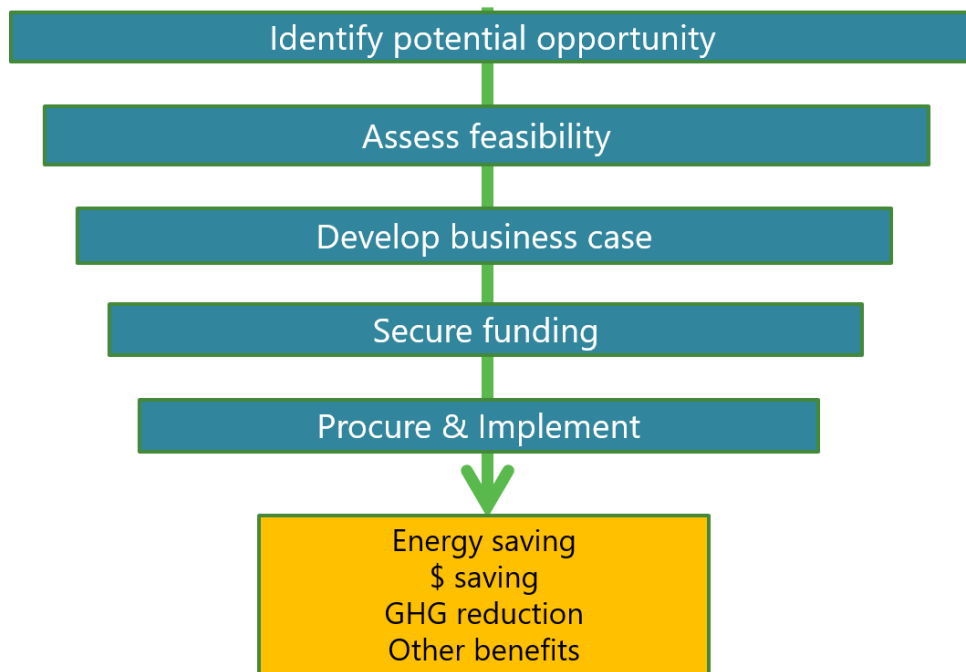 Identify potential opportunity
Assess feasibility
Develop business case
Secure funding
Procure & Implement
Energy saving
$ saving
GHG reduction
Other benefits